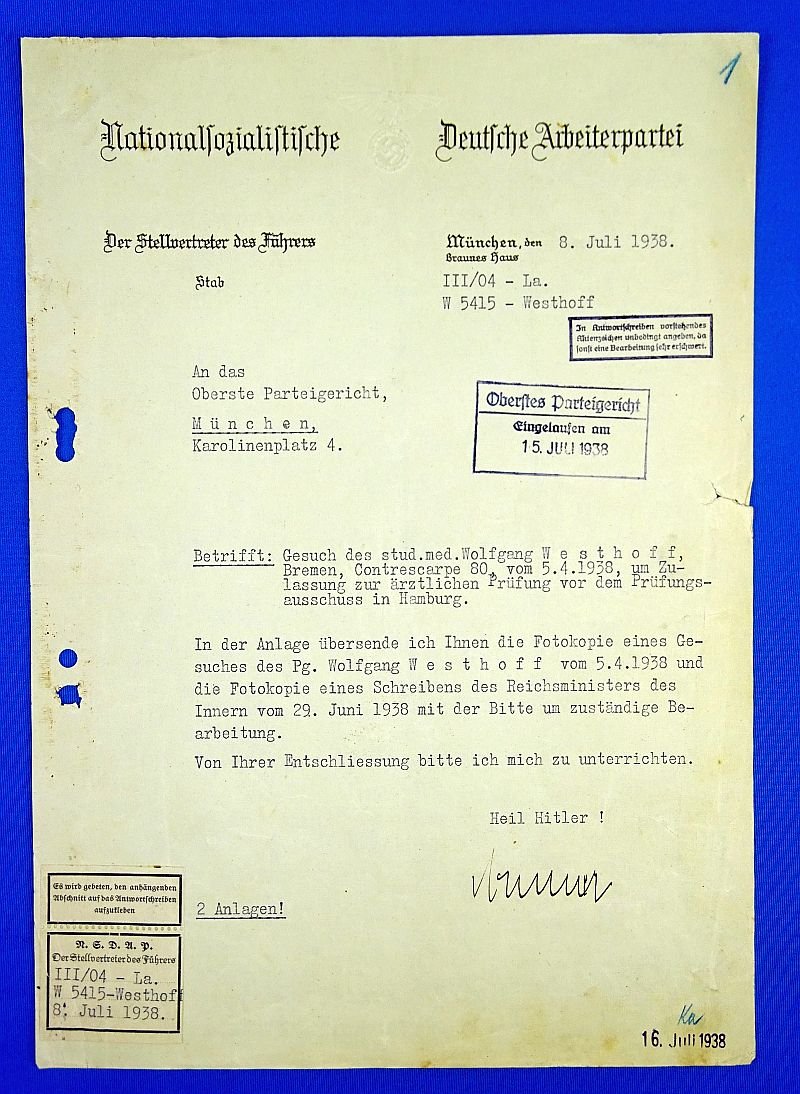 1
Nationalsozialistische Deutsche Arbeiterpartei
Der Stellvertreter des Führers
Stab
München, den 8. Juli 1938.
Braunes Haus
III/04 - La.
W 5415 - Westhoff
In Antwortschreiben vorstehendes
Aktenzeichen unbedingt angeben, da
sonst eine Bearbeitung sehr erschwert.
An das
Oberste Parteigericht,
M ü n c h e n,
Karolinenplatz 4.
Oberstes Parteigericht
Eingelaufen am
15. JULI 1938
Betrifft: Gesuch des stud.med.Wolfgang W e s t h o f f,
Bremen, Contrescarpe 80, vom 5.4.1938, um Zu-
lassung zur ärztlichen Prüfung vor dem Prüfungs-
ausschuss in Hamburg.
In der Anlage übersende ich Ihnen die Fotokopie eines Ge-
suches des Pg. Wolfgang W e s t h o f f vom 5.4.1938 und
die Fotokopie eines Schreibens des Reichsministers des
Innern vom 29. Juni 1938 mit der Bitte um zuständige Be-
arbeitung.
Von Ihrer Entschliessung bitte ich mich zu unterrichten.
Heil Hitler !
2 Anlagen!
Es wird gebeten, den anhängenden
Abschnitt auf das Antwortschreiben
aufzukleben
N. S. D. A. P.
Der Stellvertreter des Führers
III/04 - La.
W 5415-Westhoff
8. Juli 1938.
Ka
16. Juli 1938